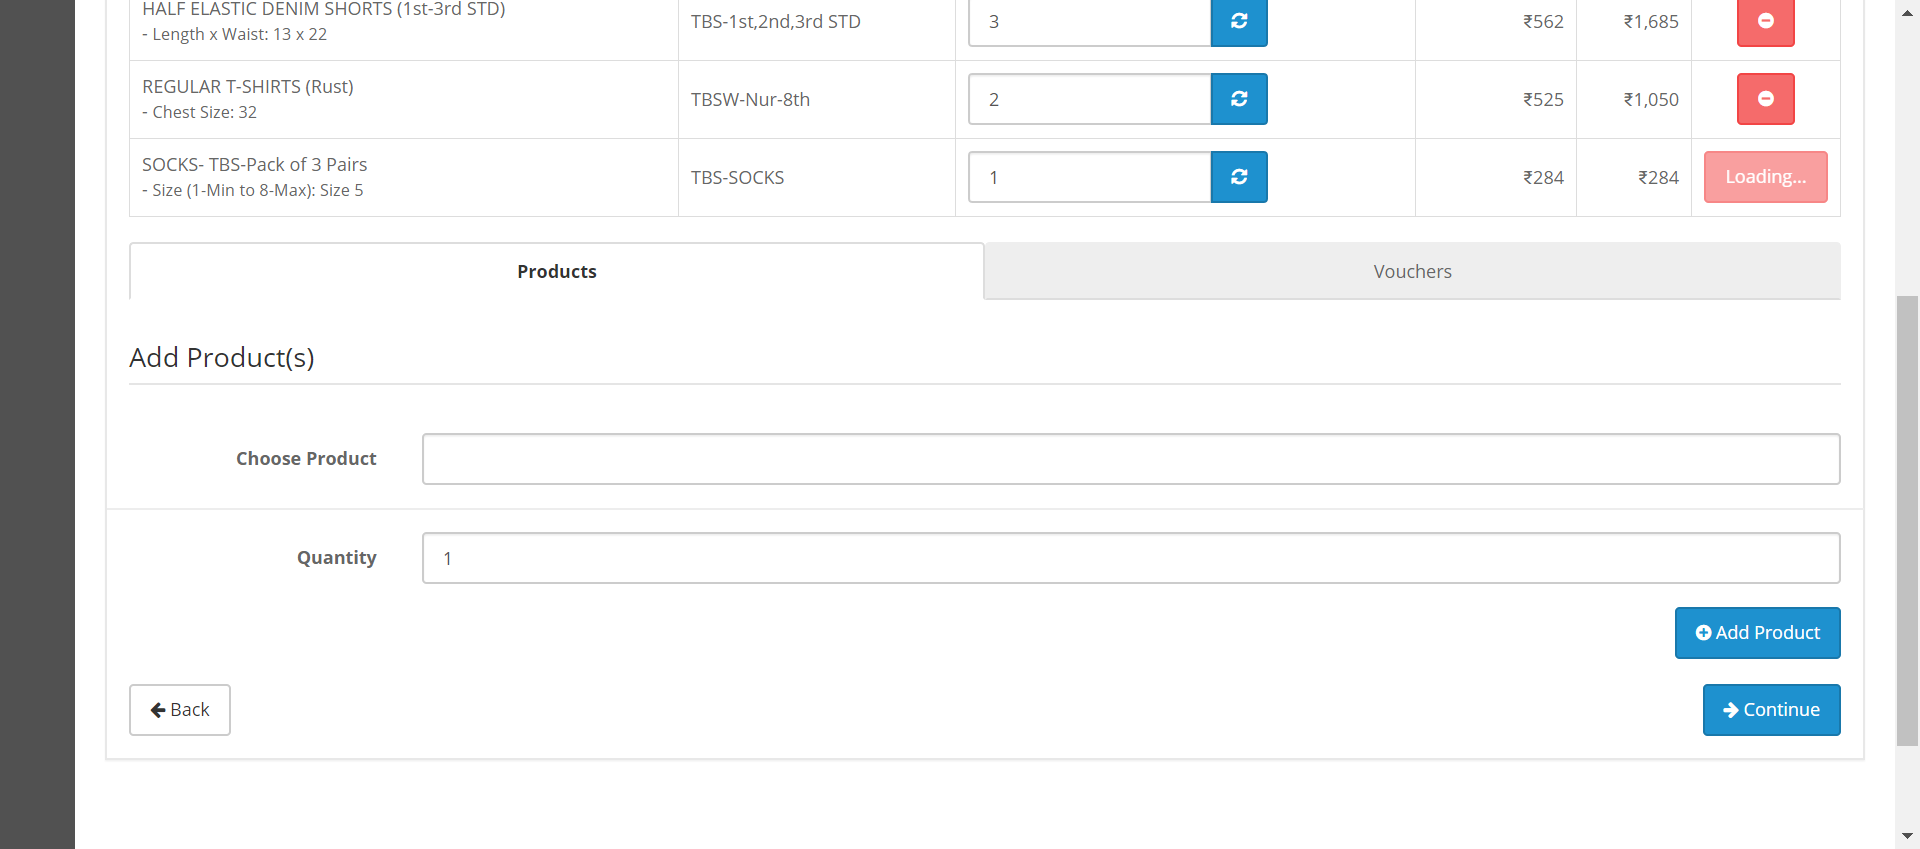 HALF ELASTIC DENIM SHORTS (1st-3rd STD)
- Length x Waist: 13 x 22
TBS-1st,2nd,3rd STD
3
₹562
₹1,685
REGULAR T-SHIRTS (Rust)
- Chest Size: 32
TBSW-Nur-8th
2
₹525
₹1,050
SOCKS- TBS-Pack of 3 Pairs
- Size (1-Min to 8-Max): Size 5
TBS-SOCKS
1
₹284
₹284
Loading...
Products
Vouchers
Add Product(s)
Choose Product
Quantity
1
Add Product
Back
Continue